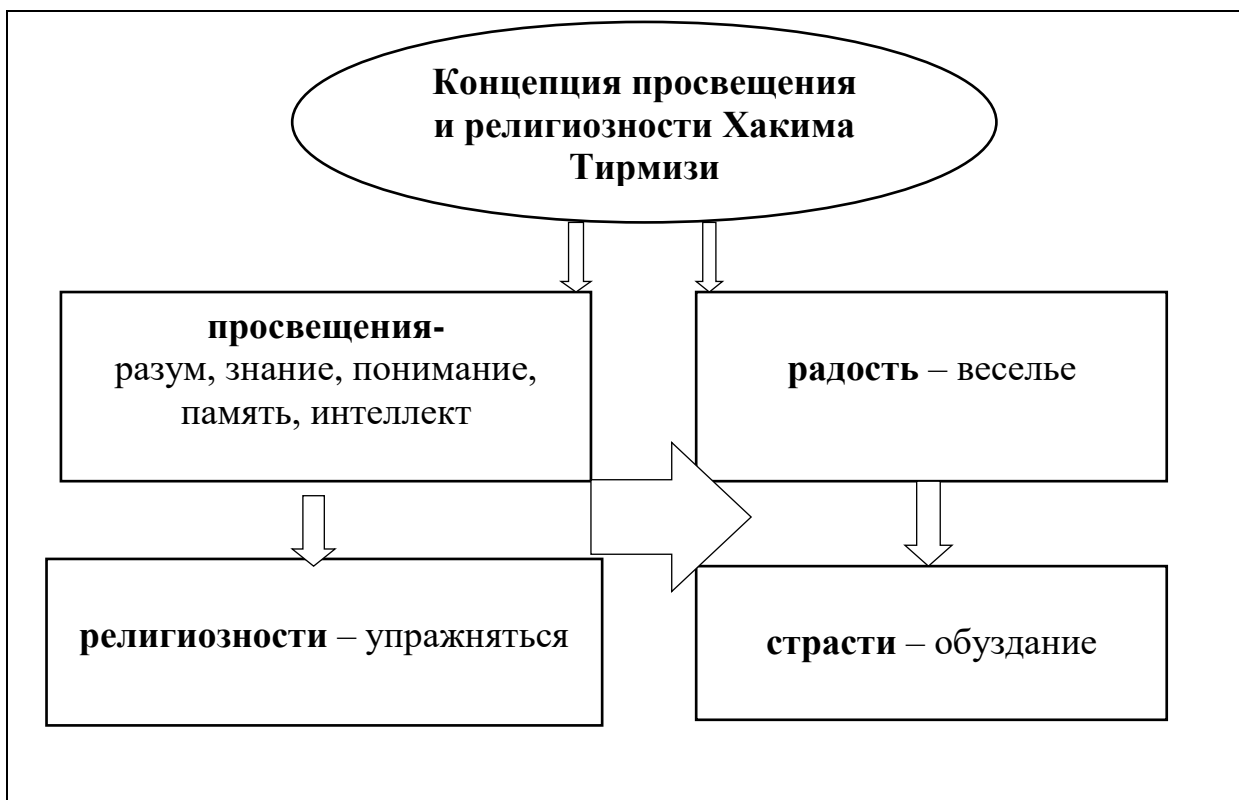 Концепция просвещения
и религиозности Хакима
Тирмизи
просвещения-
разум, знание, понимание,
память, интеллект
радость – веселье
религиозности – упражняться
страсти – обуздание